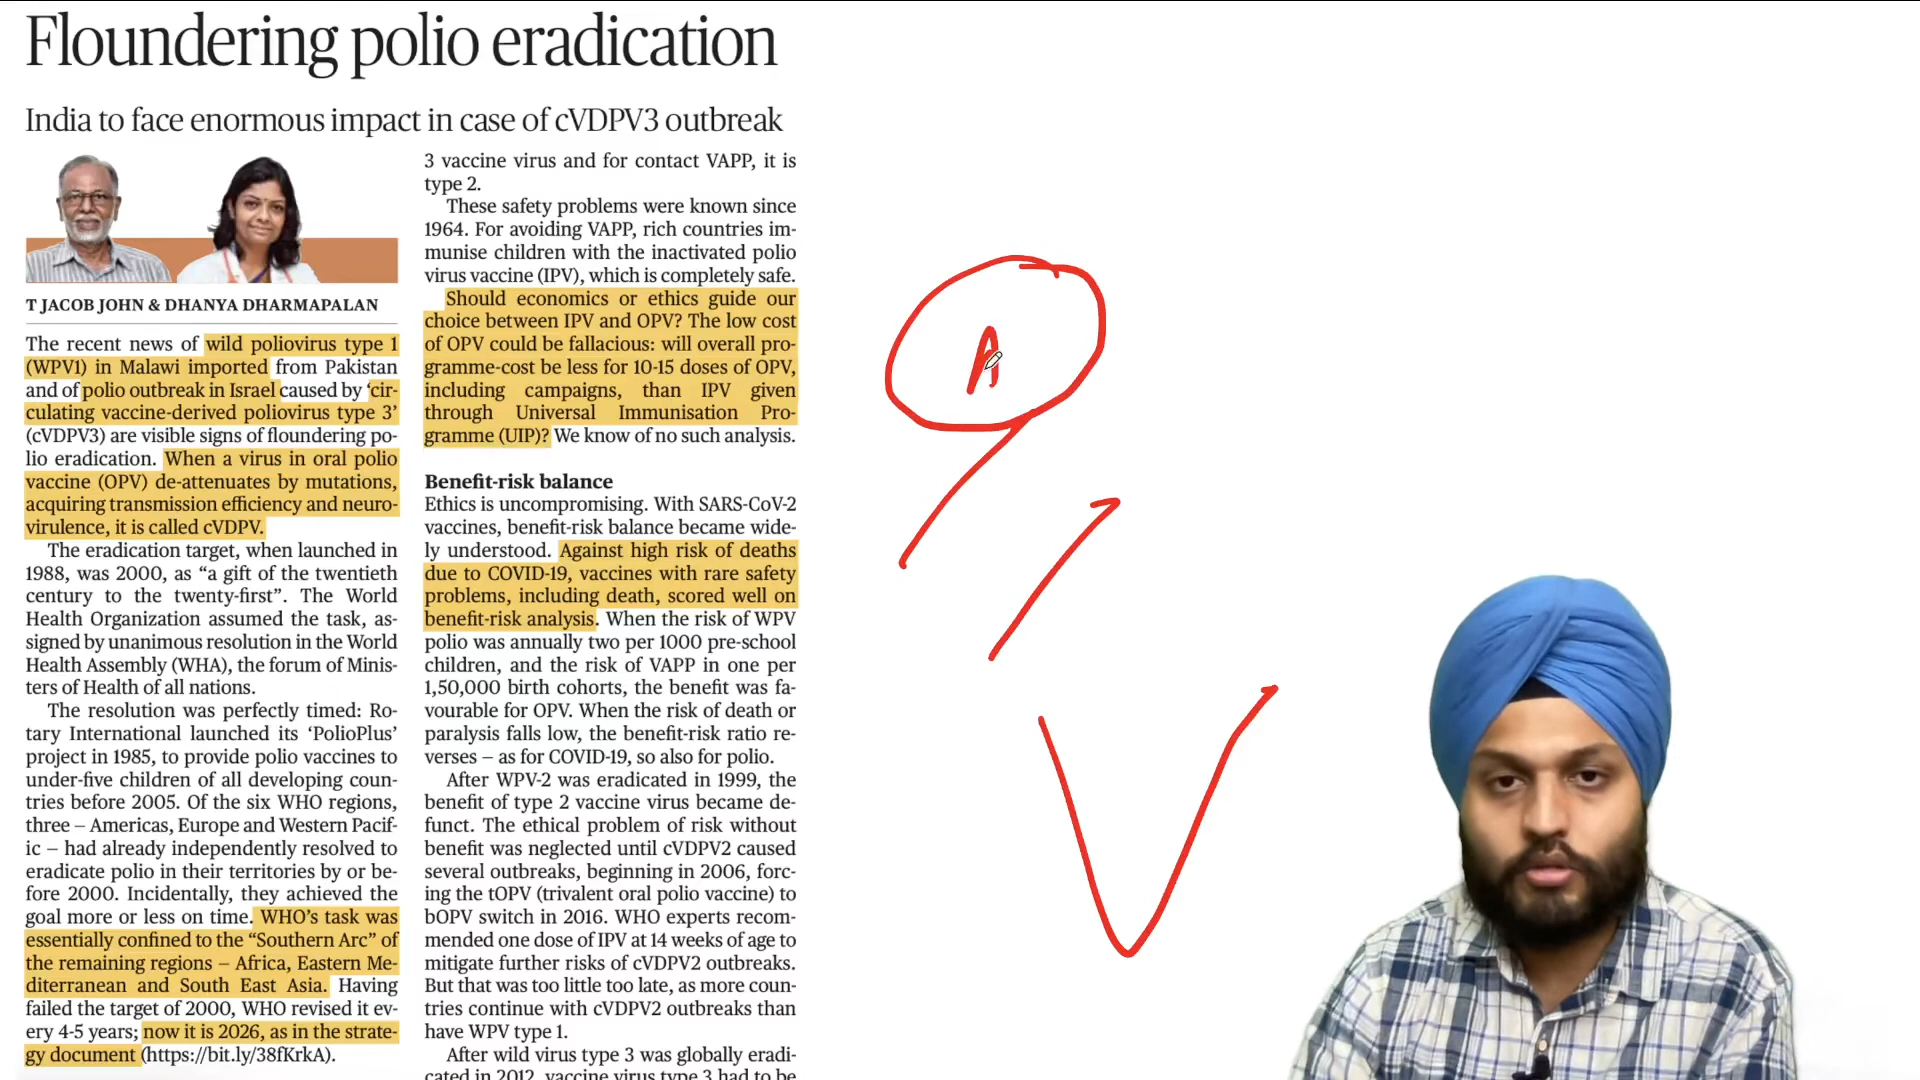 Floundering polio eradication
India to face enormous impact in case of cVDPV3 outbreak
T JACOB JOHN & DHANYA DHARMAPALAN
The recent news of wild poliovirus type 1
(WPV1) in Malawi imported from Pakistan
and of polio outbreak in Israel caused by ‘cir-
culating vaccine-derived poliovirus type 3’
(cVDPV3) are visible signs of floundering po-
lio eradication. When a virus in oral polio
vaccine (OPV) de-attenuates by mutations,
acquiring transmission efficiency and neuro-
virulence, it is called cVDPV.
The eradication target, when launched in
1988, was 2000, as “a gift of the twentieth
century to the twenty-first”. The World
Health Organization assumed the task, as-
signed by unanimous resolution in the World
Health Assembly (WHA), the forum of Minis-
ters of Health of all nations.
The resolution was perfectly timed: Ro-
tary International launched its ‘PolioPlus’
project in 1985, to provide polio vaccines to
under-five children of all developing coun-
tries before 2005. Of the six WHO regions,
three – Americas, Europe and Western Pacif-
ic – had already independently resolved to
eradicate polio in their territories by or be-
fore 2000. Incidentally, they achieved the
goal more or less on time. WHO’s task was
essentially confined to the “Southern Arc” of
the remaining regions – Africa, Eastern Me-
diterranean and South East Asia. Having
failed the target of 2000, WHO revised it ev-
ery 4-5 years; now it is 2026, as in the strate-
gy document (https://bit.ly/38fKrkA).
3 vaccine virus and for contact VAPP, it is
type 2.
These safety problems were known since
1964. For avoiding VAPP, rich countries im-
munise children with the inactivated polio
virus vaccine (IPV), which is completely safe.
Should economics or ethics guide our
choice between IPV and OPV? The low cost
of OPV could be fallacious: will overall pro-
gramme-cost be less for 10-15 doses of OPV,
including campaigns, than IPV given
through Universal Immunisation Pro-
gramme (UIP)? We know of no such analysis.
Benefit-risk balance
Ethics is uncompromising. With SARS-CoV-2
vaccines, benefit-risk balance became wide-
ly understood. Against high risk of deaths
due to COVID-19, vaccines with rare safety
problems, including death, scored well on
benefit-risk analysis. When the risk of WPV
polio was annually two per 1000 pre-school
children, and the risk of VAPP in one per
1,50,000 birth cohorts, the benefit was fa-
vourable for OPV. When the risk of death or
paralysis falls low, the benefit-risk ratio re-
verses – as for COVID-19, so also for polio.
After WPV-2 was eradicated in 1999, the
benefit of type 2 vaccine virus became de-
funct. The ethical problem of risk without
benefit was neglected until cVDPV2 caused
several outbreaks, beginning in 2006, forc-
ing the tOPV (trivalent oral polio vaccine) to
bOPV switch in 2016. WHO experts recom-
mended one dose of IPV at 14 weeks of age to
mitigate further risks of cVDPV2 outbreaks.
But that was too little too late, as more coun-
tries continue with cVDPV2 outbreaks than
have WPV type 1.
After wild virus type 3 was globally eradi-
cated in 2012, vaccine virus type 3 had to be
A